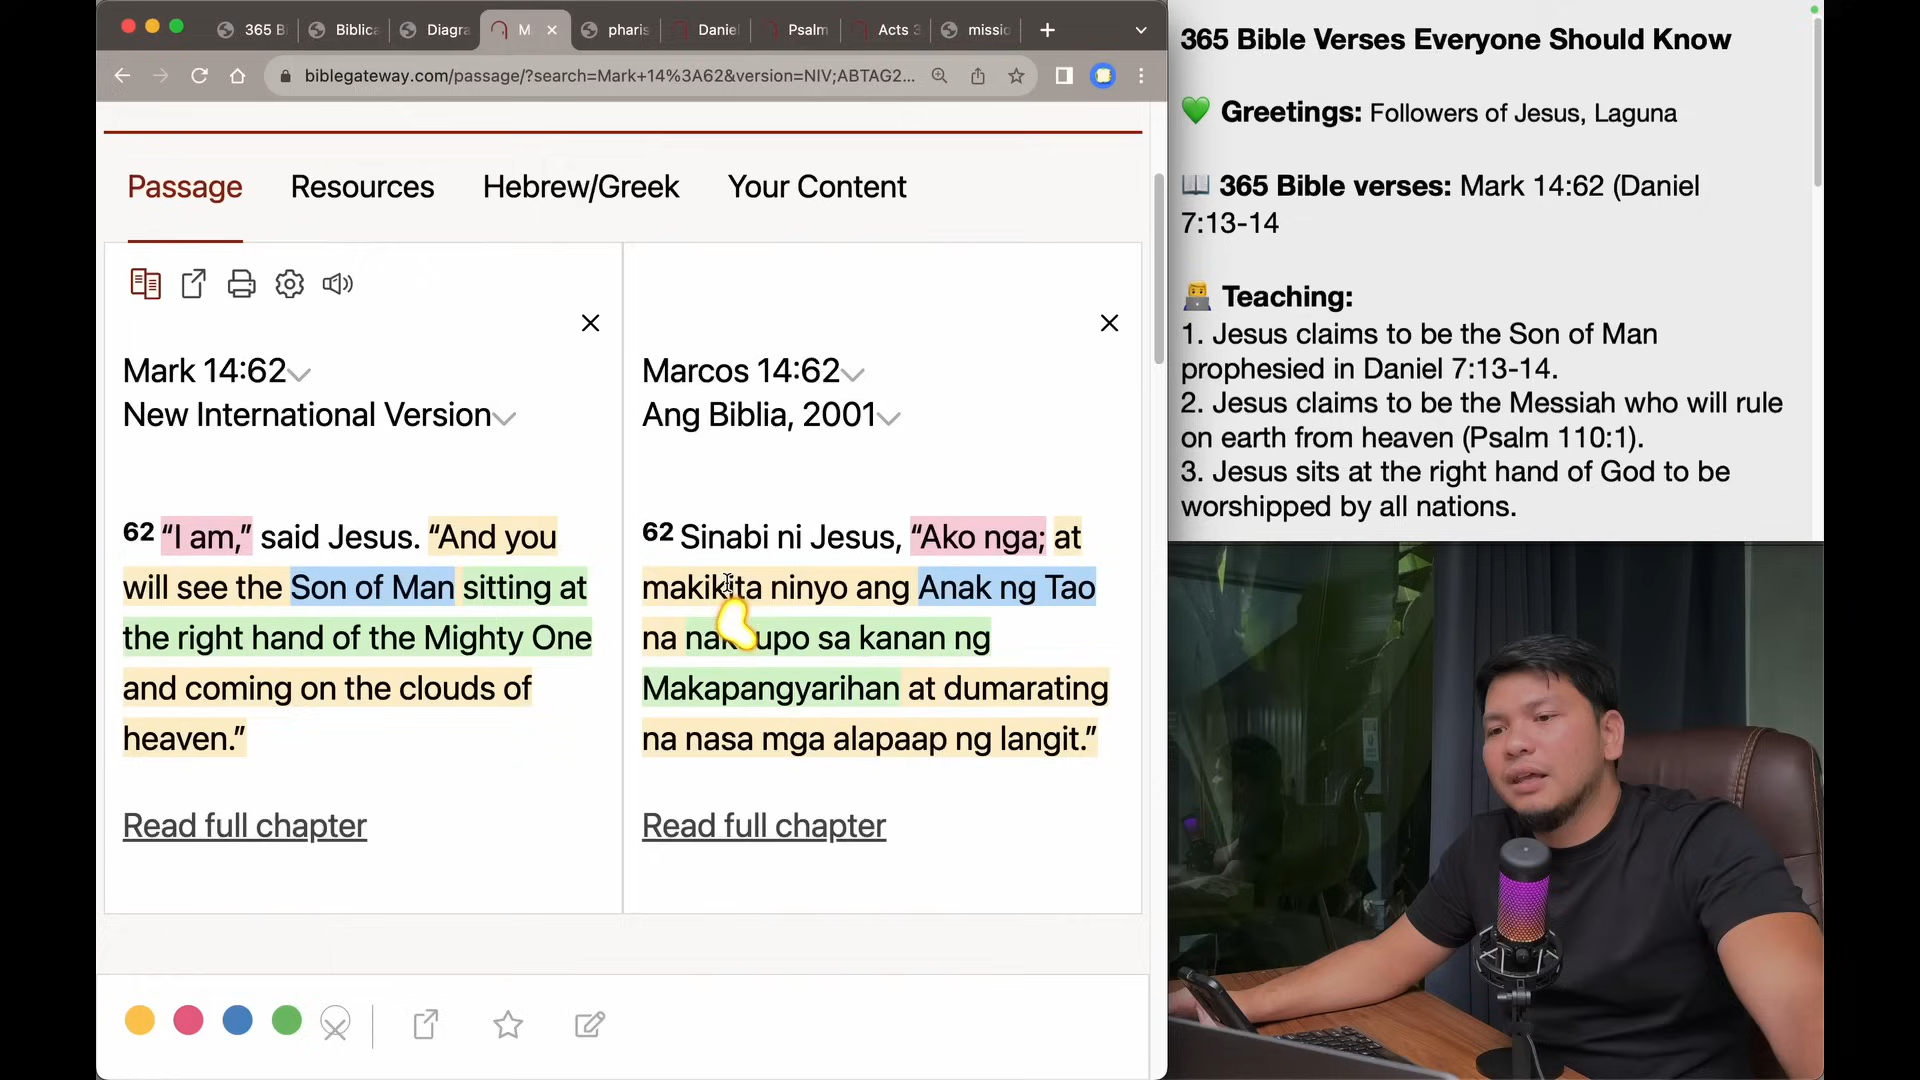 365 B
Biblica
Diagra
M
pharis
Daniel
Psalm
Acts 3
missio
biblegateway.com/passage/?search=Mark+14%3A62&version=NIV;ABTAG2...
Passage
Resources
Hebrew/Greek
Your Content
Mark 14:62
New International Version
62 “I am,” said Jesus. “And you
will see the Son of Man sitting at
the right hand of the Mighty One
and coming on the clouds of
heaven.”
Read full chapter
Marcos 14:62
Ang Biblia, 2001
62 Sinabi ni Jesus, “Ako nga; at
makikita ninyo ang Anak ng Tao
na nakaupo sa kanan ng
Makapangyarihan at dumarating
na nasa mga alapaap ng langit.”
Read full chapter
365 Bible Verses Everyone Should Know
Greetings: Followers of Jesus, Laguna
365 Bible verses: Mark 14:62 (Daniel
7:13-14
Teaching:
1. Jesus claims to be the Son of Man
prophesied in Daniel 7:13-14.
2. Jesus claims to be the Messiah who will rule
on earth from heaven (Psalm 110:1).
3. Jesus sits at the right hand of God to be
worshipped by all nations.